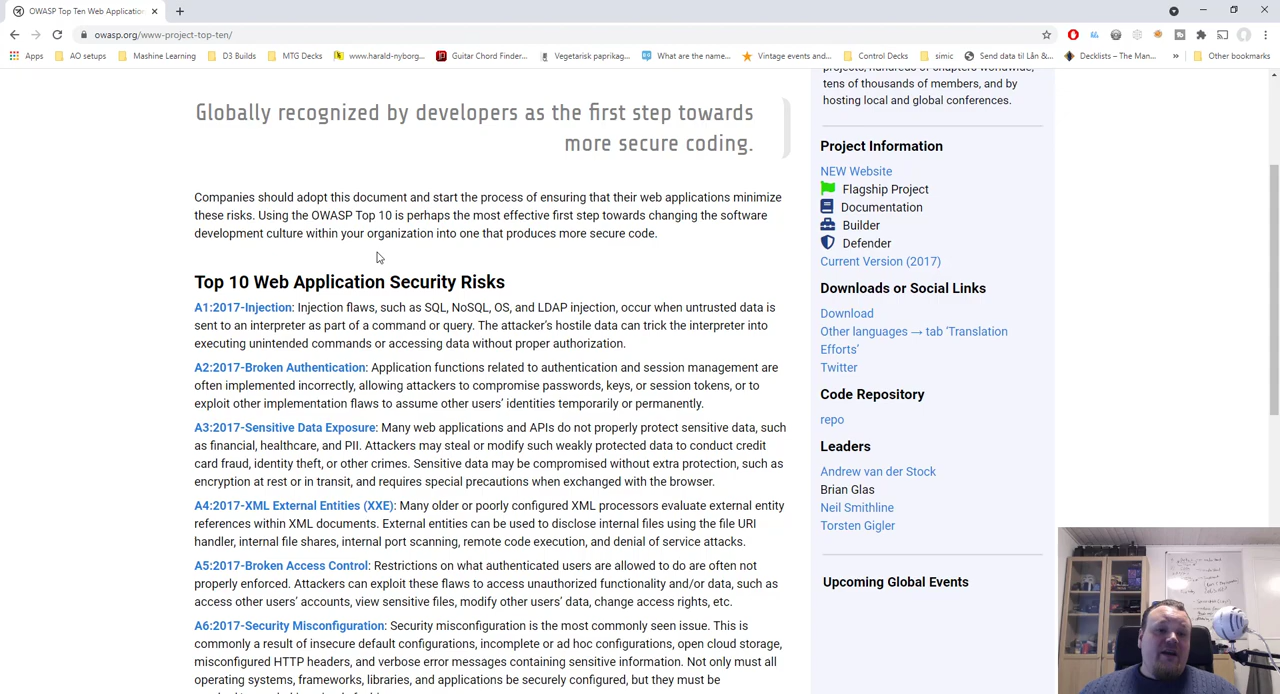 OWASP Top Ten Web Application
owasp.org/www-project-top-ten/
Apps
AO setups
Mashine Learning
D3 Builds
MTG Decks
www.harald-nyborg...
Guitar Chord Finder...
Vegetarisk paprikag...
What are the name...
Vintage events and...
Control Decks
simic
Send data til Lån &...
Decklists – The Man...
»
Other bookmarks
Globally recognized by developers as the first step towards
more secure coding.
Companies should adopt this document and start the process of ensuring that their web applications minimize
these risks. Using the OWASP Top 10 is perhaps the most effective first step towards changing the software
development culture within your organization into one that produces more secure code.
Top 10 Web Application Security Risks
A1:2017-Injection: Injection flaws, such as SQL, NoSQL, OS, and LDAP injection, occur when untrusted data is
sent to an interpreter as part of a command or query. The attacker's hostile data can trick the interpreter into
executing unintended commands or accessing data without proper authorization.
A2:2017-Broken Authentication: Application functions related to authentication and session management are
often implemented incorrectly, allowing attackers to compromise passwords, keys, or session tokens, or to
exploit other implementation flaws to assume other users' identities temporarily or permanently.
A3:2017-Sensitive Data Exposure: Many web applications and APIs do not properly protect sensitive data, such
as financial, healthcare, and PII. Attackers may steal or modify such weakly protected data to conduct credit
card fraud, identity theft, or other crimes. Sensitive data may be compromised without extra protection, such as
encryption at rest or in transit, and requires special precautions when exchanged with the browser.
A4:2017-XML External Entities (XXE): Many older or poorly configured XML processors evaluate external entity
references within XML documents. External entities can be used to disclose internal files using the file URI
handler, internal file shares, internal port scanning, remote code execution, and denial of service attacks.
A5:2017-Broken Access Control: Restrictions on what authenticated users are allowed to do are often not
properly enforced. Attackers can exploit these flaws to access unauthorized functionality and/or data, such as
access other users' accounts, view sensitive files, modify other users' data, change access rights, etc.
A6:2017-Security Misconfiguration: Security misconfiguration is the most commonly seen issue. This is
commonly a result of insecure default configurations, incomplete or ad hoc configurations, open cloud storage,
misconfigured HTTP headers, and verbose error messages containing sensitive information. Not only must all
operating systems, frameworks, libraries, and applications be securely configured, but they must be
projects, hundreds of chapters worldwide,
tens of thousands of members, and by
hosting local and global conferences.
Project Information
NEW Website
Flagship Project
Documentation
Builder
Defender
Current Version (2017)
Downloads or Social Links
Download
Other languages → tab 'Translation
Efforts'
Twitter
Code Repository
repo
Leaders
Andrew van der Stock
Brian Glas
Neil Smithline
Torsten Gigler
Upcoming Global Events